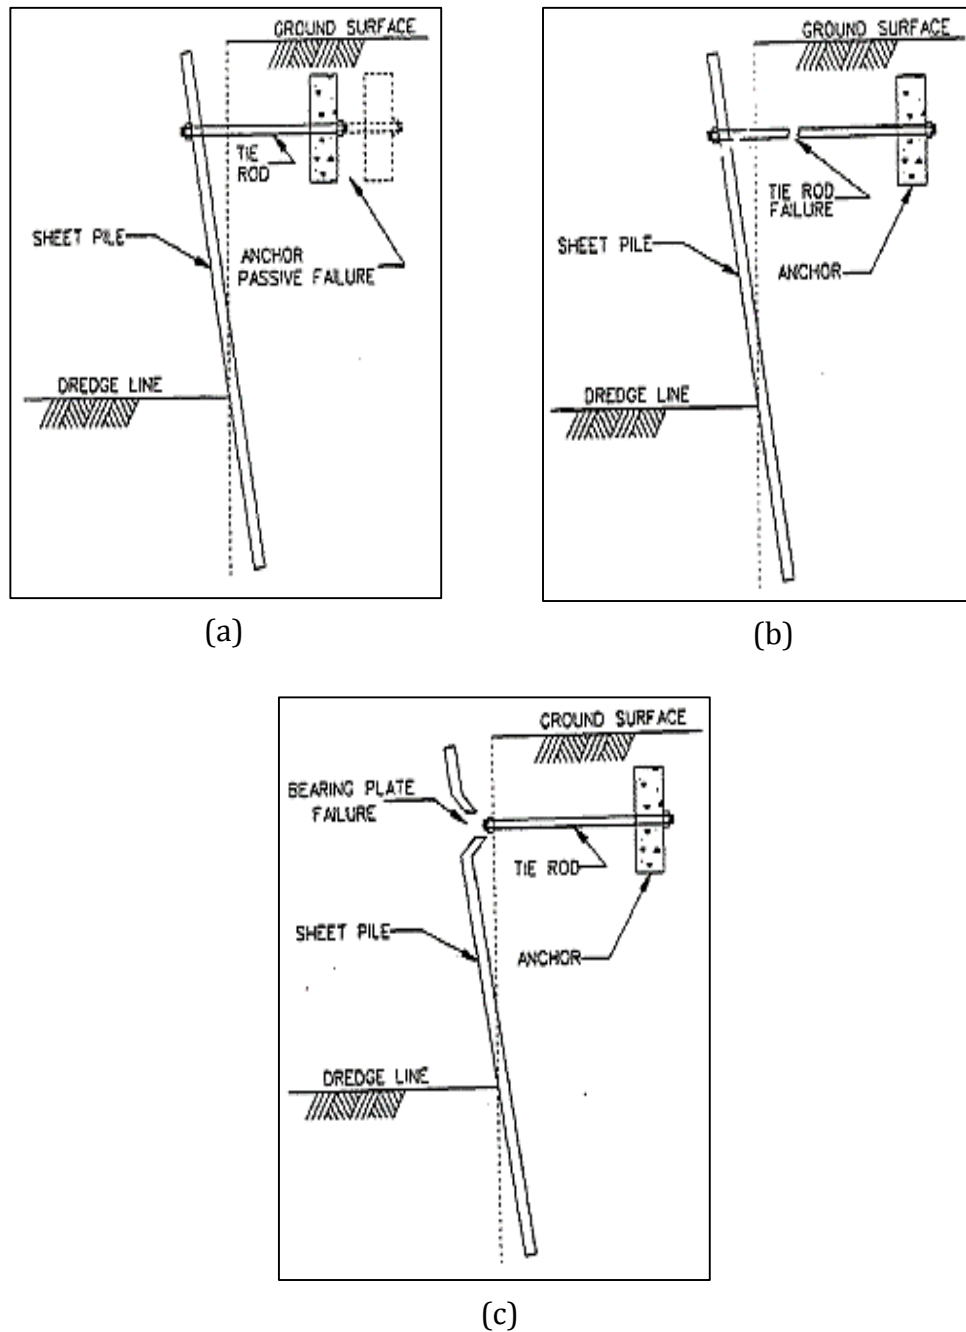 GROUND SURFACE
TIE
ROD
SHEET PILE
ANCHOR
PASSIVE FAILURE
DREDGE LINE
(a)
GROUND SURFACE
TIE ROD
FAILURE
SHEET PILE
ANCHOR
DREDGE LINE
(b)
GROUND SURFACE
BEARING PLATE
FAILURE
TIE ROD
SHEET PILE
ANCHOR
DREDGE LINE
(c)